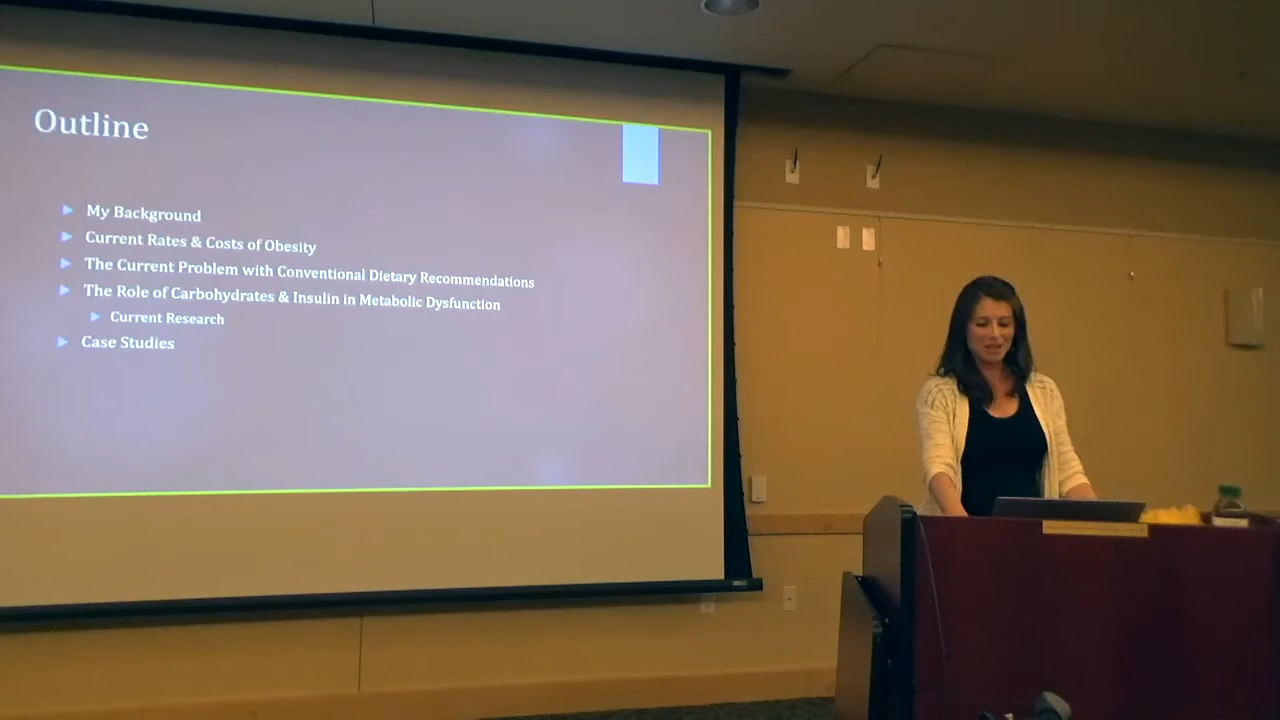 Outline
My Background
Current Rates & Costs of Obesity
The Current Problem with Conventional Dietary Recommendations
The Role of Carbohydrates & Insulin in Metabolic Dysfunction
Current Research
Case Studies